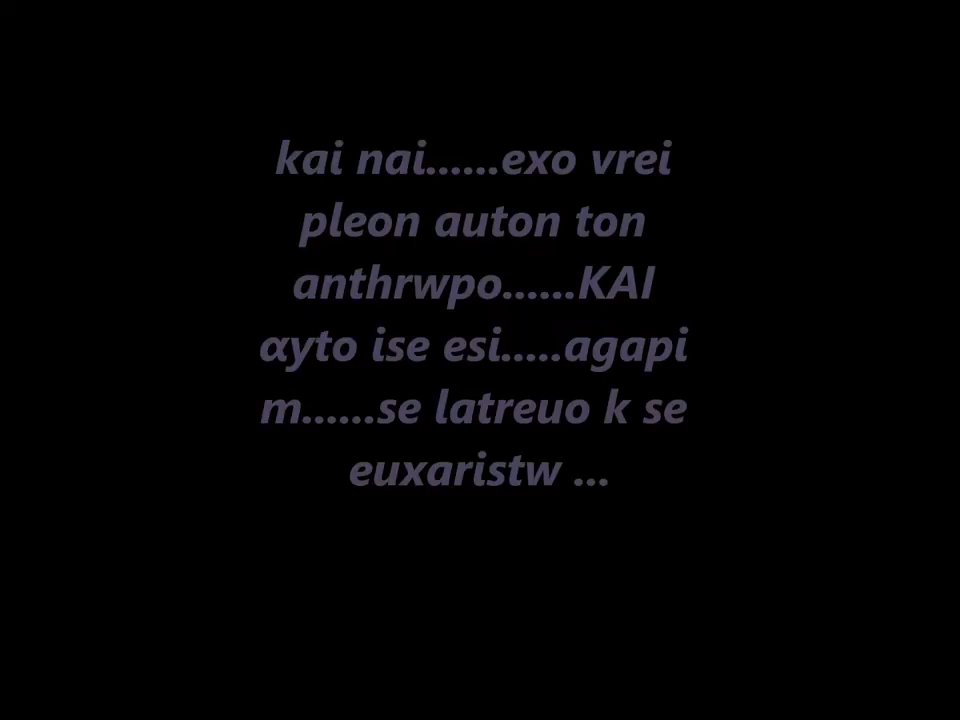 kai nai......exo vrei
pleon auton ton
anthrwpo......KAI
αyto ise esi.....agapi
m......se latreuo k se
euxaristw ...